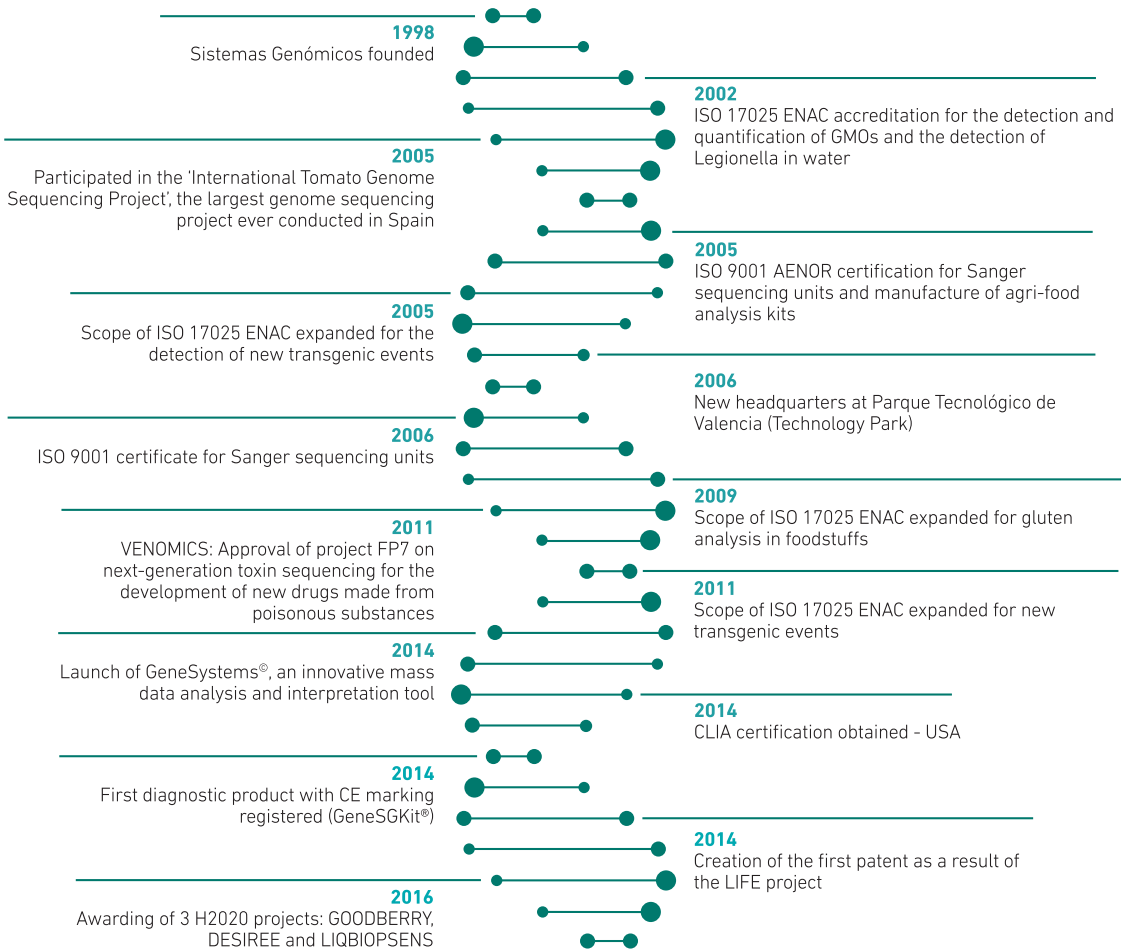 1998
Sistemas Genómicos founded
2002
ISO 17025 ENAC accreditation for the detection and
quantification of GMOs and the detection of
Legionella in water
2005
Participated in the ‘International Tomato Genome
Sequencing Project’, the largest genome sequencing
project ever conducted in Spain
2005
ISO 9001 AENOR certification for Sanger
sequencing units and manufacture of agri-food
analysis kits
2005
Scope of ISO 17025 ENAC expanded for the
detection of new transgenic events
2006
New headquarters at Parque Tecnológico de
Valencia (Technology Park)
2006
ISO 9001 certificate for Sanger sequencing units
2009
Scope of ISO 17025 ENAC expanded for gluten
analysis in foodstuffs
2011
VENOMICS: Approval of project FP7 on
next-generation toxin sequencing for the
development of new drugs made from
poisonous substances
2011
Scope of ISO 17025 ENAC expanded for new
transgenic events
2014
Launch of GeneSystems©, an innovative mass
data analysis and interpretation tool
2014
CLIA certification obtained - USA
2014
First diagnostic product with CE marking
registered (GeneSGKit®)
2014
Creation of the first patent as a result of
the LIFE project
2016
Awarding of 3 H2020 projects: GOODBERRY,
DESIREE and LIQBIOPSENS